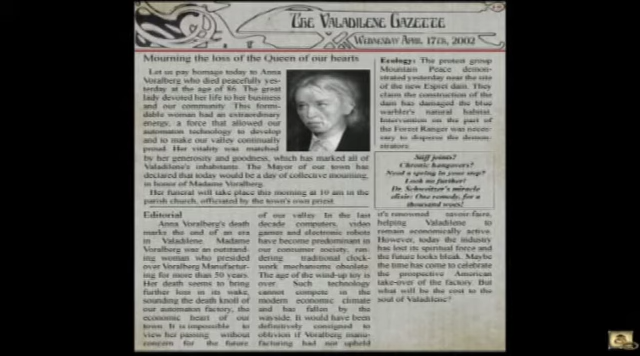 The Valadilene Gazette
Wednesday April 17th, 2002
Mourning the loss of the Queen of our hearts
Let us pay homage today to Anna
Voralberg who died peacefully yes-
terday at the age of 86. The great
lady devoted her life to her business
and our community. This formi-
dable woman had an extraordinary
energy, a force that allowed our
automaton technology to develop
and to make our valley continually
proud. Her vitality was matched
by her generosity and goodness, which has marked all of
Valadilene's inhabitants. The Mayor of our town has
declared that today would be a day of collective mourning,
in honor of Madame Voralberg.
Her funeral will take place this morning at 10 am in the
parish church, officiated by the town's own priest.
Ecology: The protest group
Mountain Peace demon-
strated yesterday near the site
of the new Espret dam. They
claim the construction of the
dam has damaged the blue
warbler's natural habitat.
Intervention on the part of
the Forest Ranger was neces-
sary to disperse the demon-
strators.
Stiff joints?
Chronic hangovers?
Need a spring in your step?
Look no further!
Dr. Schwitzer's miracle
elixir: One remedy, for a
thousand woes!
Editorial
Anna Voralberg's death
marks the end of an era
in Valadilene. Madame
Voralberg was an outstand-
ing woman who presided
over Voralberg Manufactur-
ing for more than 50 years.
Her death seems to bring
further loss in its wake,
sounding the death knoll of
our automaton factory, the
economic heart of our
town. It is impossible to
view her passing without
concern for the future
of our valley. In the last
decade computers, video
games and electronic robots
have become predominant in
our consumer society, ren-
dering traditional clock-
work mechanisms obsolete.
The age of the wind-up toy is
over. Such technology
cannot compete in the
modern economic climate
and has fallen by the
wayside. It would have been
definitively consigned to
oblivion if Voralberg manu-
facturing had not upheld
it's renowned savoir-faire,
helping Valadilene to
remain economically active.
However, today the industry
has lost its spiritual force and
the future looks bleak. Maybe
the time has come to celebrate
the prospective American
take-over of the factory. But
what will be the cost to the
soul of Valadilene?